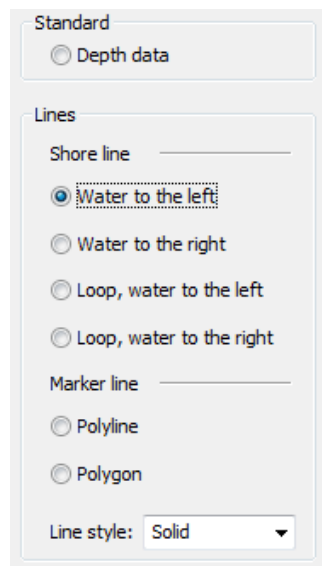 Standard
Depth data
Lines
Shore line
Water to the left
Water to the right
Loop, water to the left
Loop, water to the right
Marker line
Polyline
Polygon
Line style: Solid